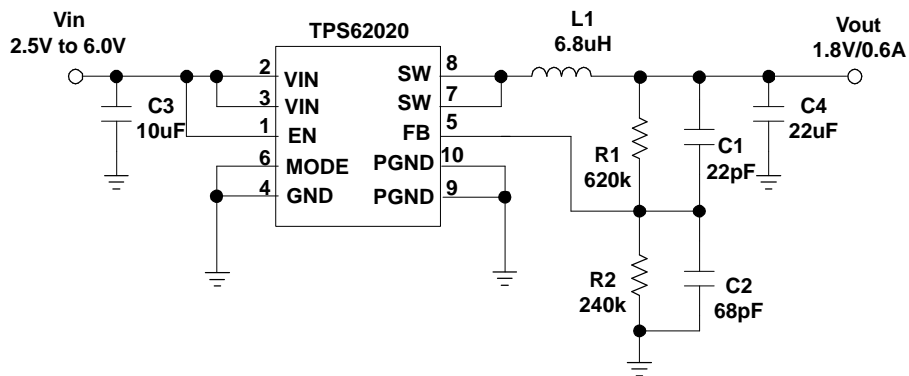 Vin
2.5V to 6.0V
TPS62020
L1
6.8uH
Vout
1.8V/0.6A
2
VIN
SW
8
3
VIN
SW
7
1
EN
FB
5
6
MODE
PGND
10
4
GND
PGND
9
C3
10uF
R1
620k
C1
22pF
C4
22uF
R2
240k
C2
68pF